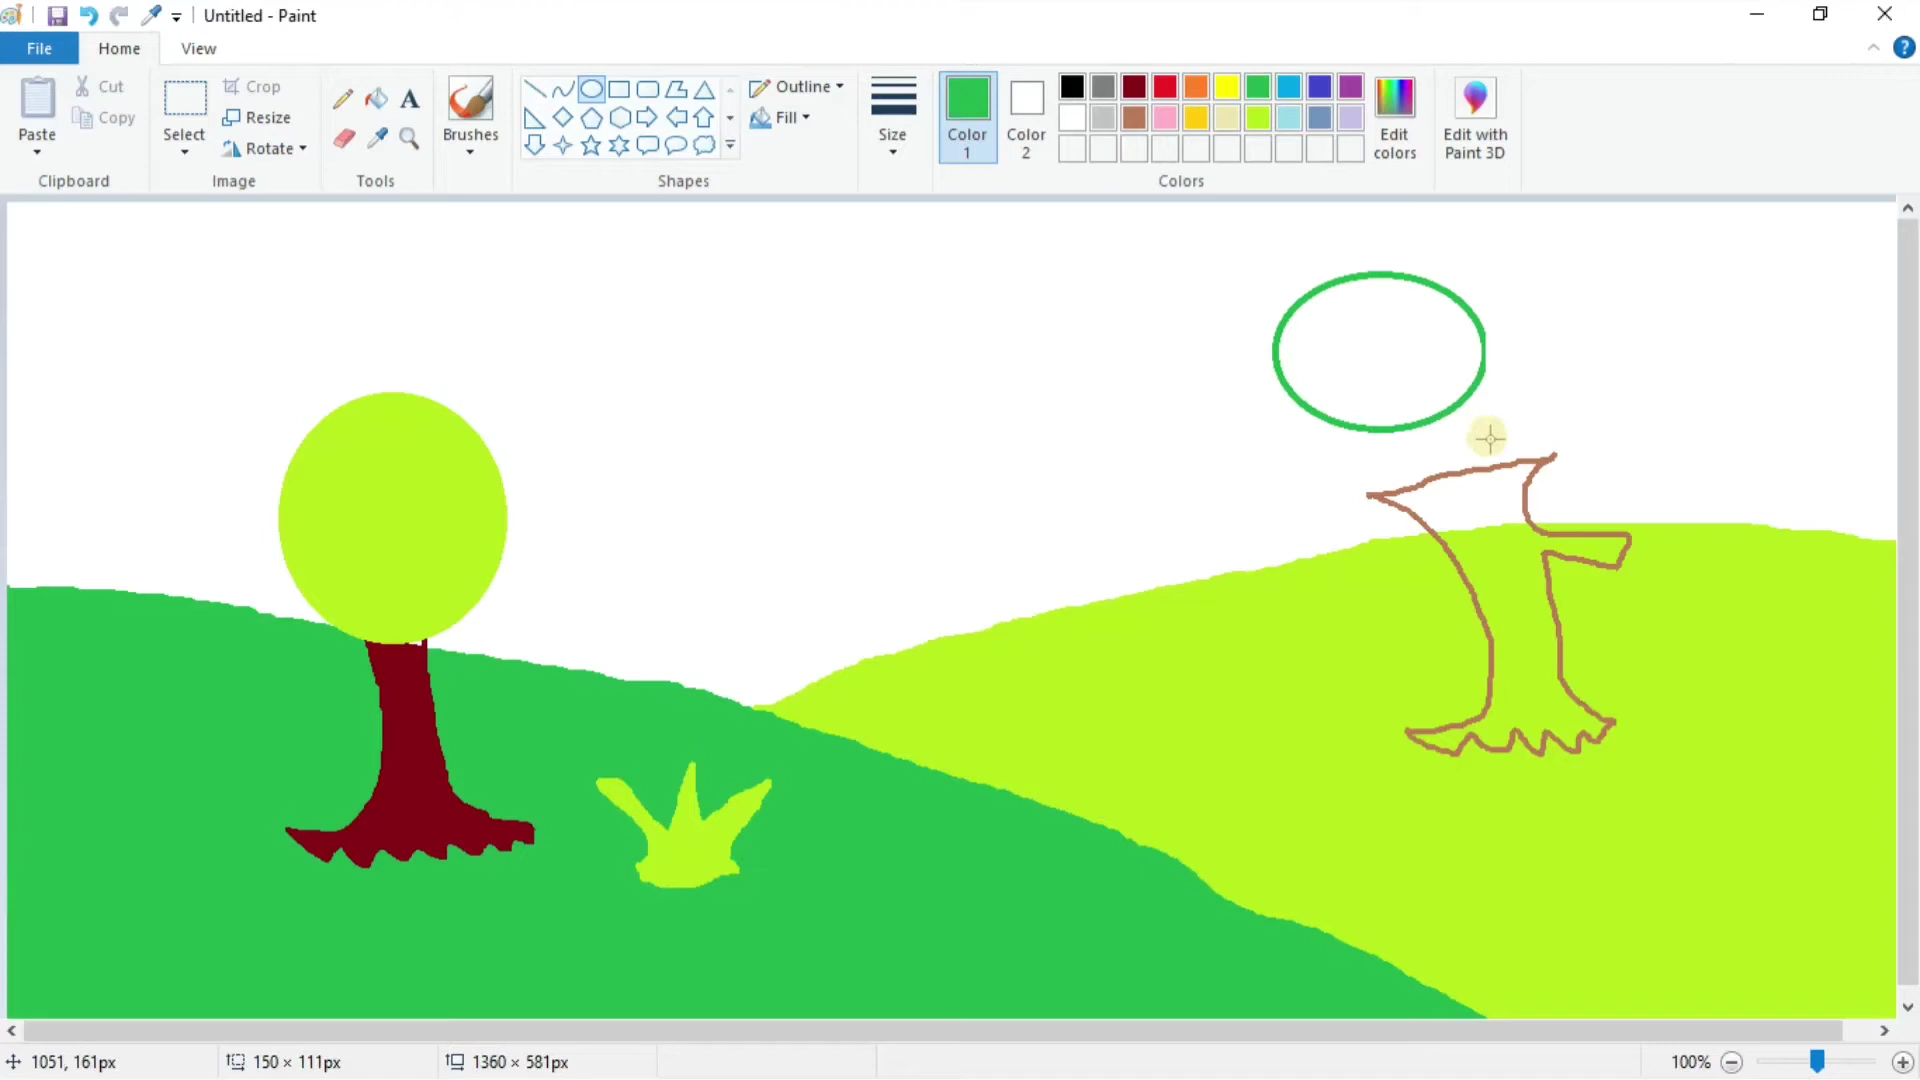 Untitled - Paint
File Home View
Paste Cut Copy Clipboard
Select Crop Resize Rotate Image
Tools
Brushes
Shapes Outline Fill
Size
Color 1 Color 2 Edit colors Colors
Edit with Paint 3D
1051, 161px 150 × 111px 1360 × 581px 100%